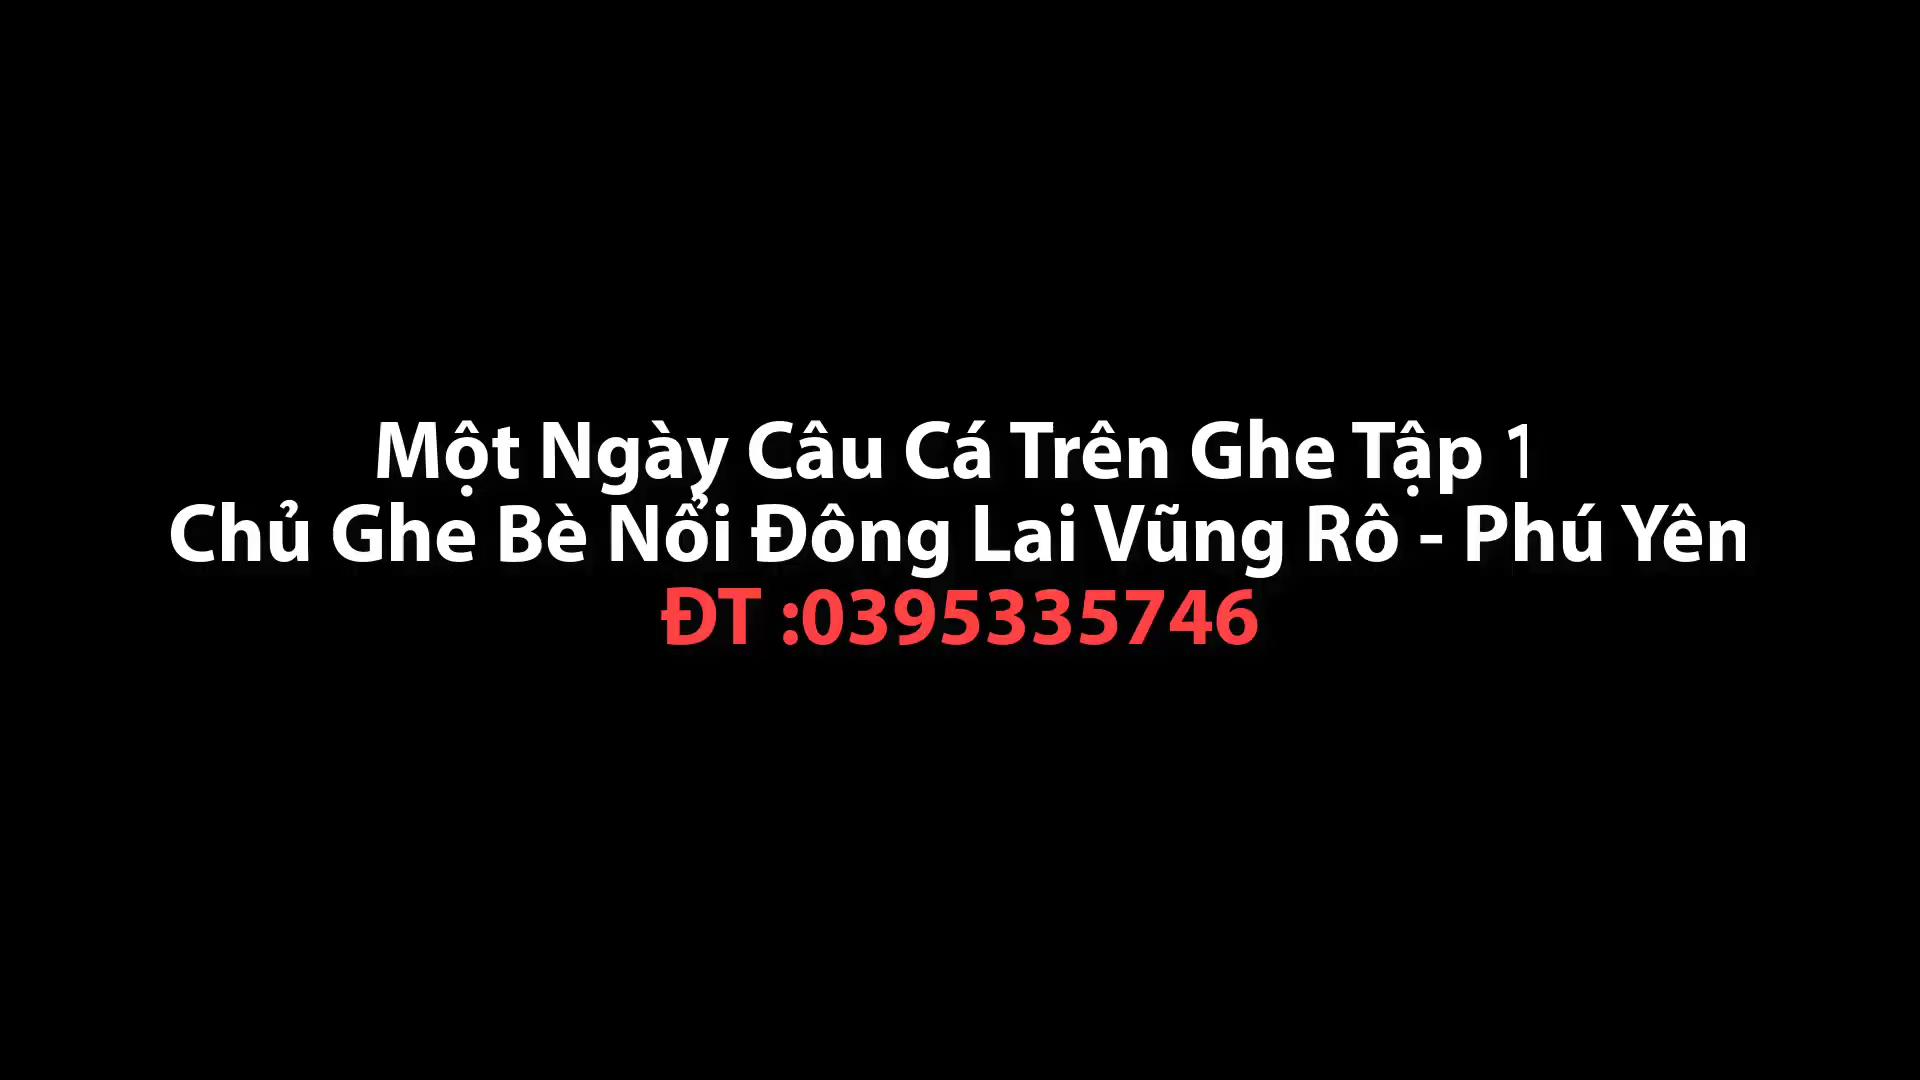 Một Ngày Câu Cá Trên Ghe Tập 1
Chủ Ghe Bè Nổi Đông Lai Vũng Rô - Phú Yên
ĐT :0395335746